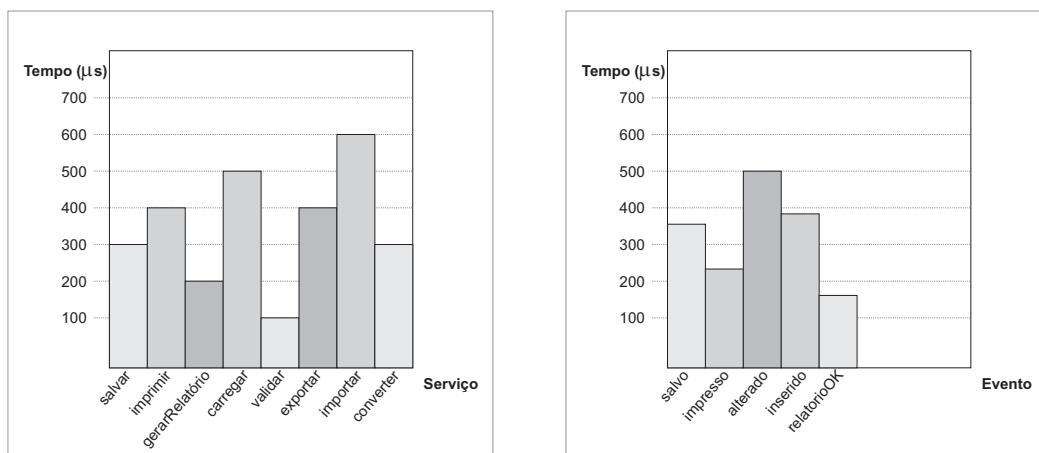 Tempo (μs)
700
600
500
400
300
200
100
salvar
imprimir
gerarRelatório
carregar
validar
exportar
importar
converter
Serviço
Tempo (μs)
700
600
500
400
300
200
100
salvo
impresso
alterado
inserido
relatorioOK
Evento